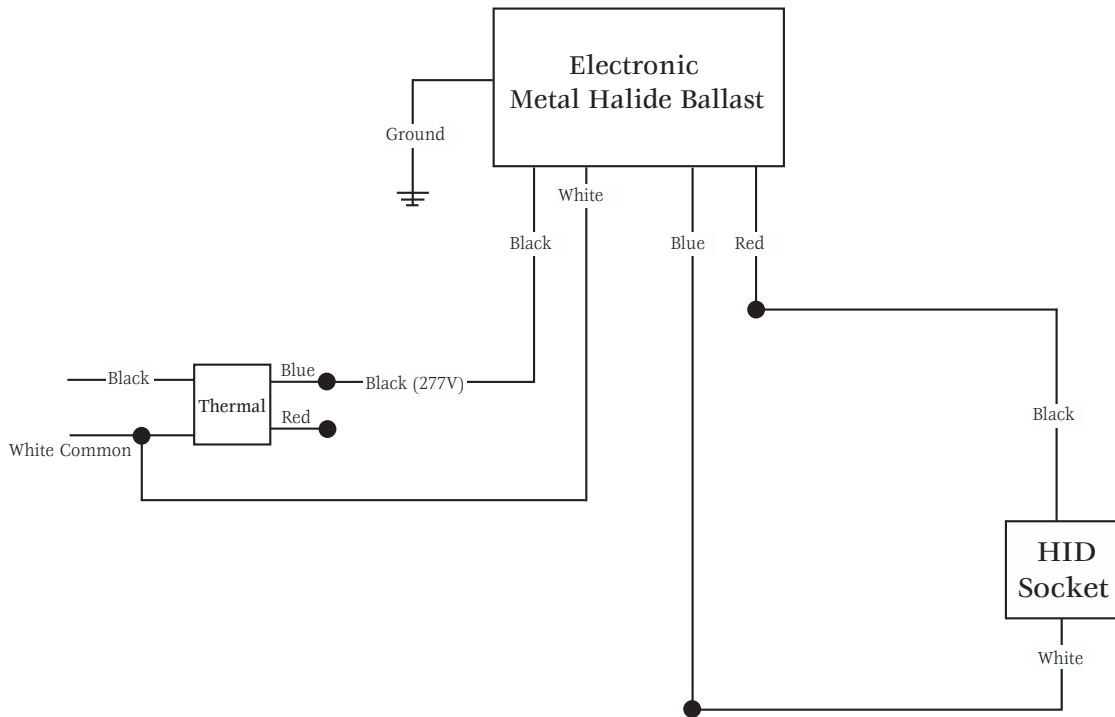 Electronic
Metal Halide Ballast
Ground
White
Black
Blue
Red
Black
Blue
Black (277V)
Thermal
Red
White Common
Black
HID
Socket
White